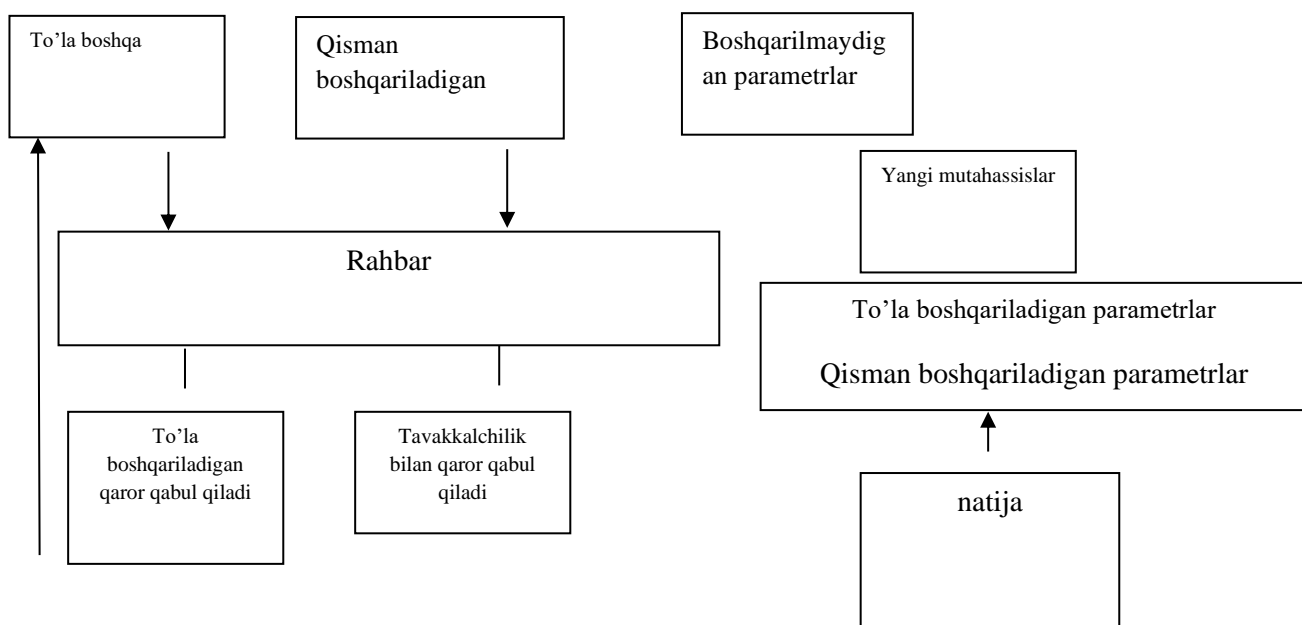 To’la boshqa
Qisman
boshqariladigan
Boshqarilmaydig
an parametrlar
Yangi mutahassislar
Rahbar
To’la boshqariladigan parametrlar
Qisman boshqariladigan parametrlar
To’la
boshqariladigan
qaror qabul qiladi
Tavakkalchilik
bilan qaror qabul
qiladi
natija